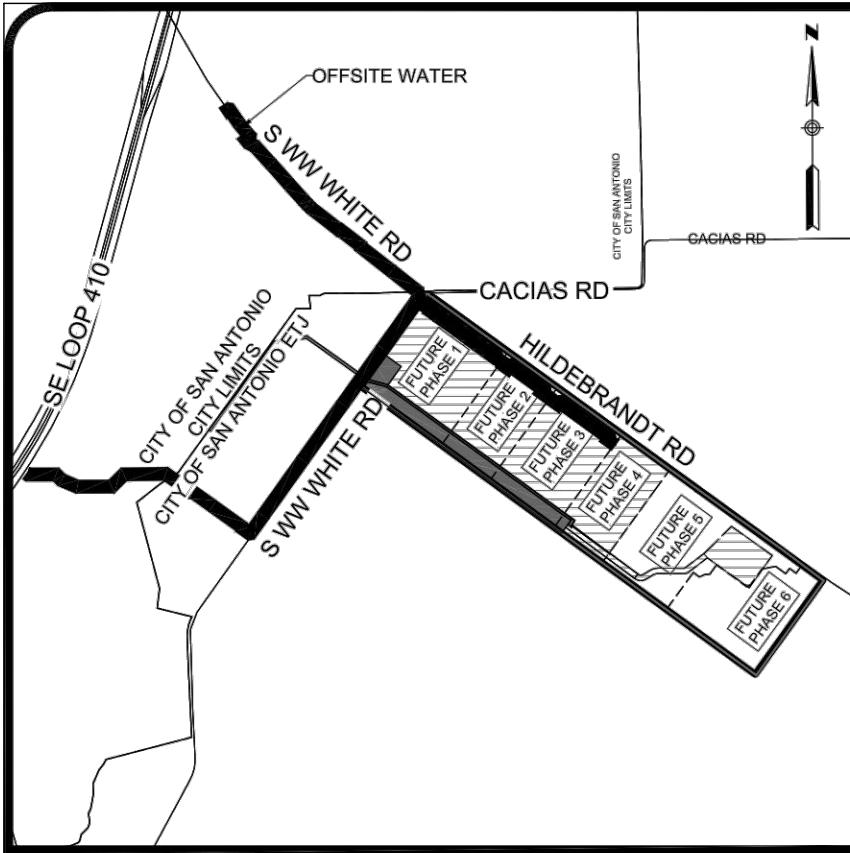 N
OFFSITE WATER
S WW WHITE RD
CITY OF SAN ANTONIO
CITY LIMITS
CACIAS RD
CACIAS RD
SE LOOP 410
CITY OF SAN ANTONIO
CITY LIMITS
CITY OF SAN ANTONIO ETJ
HILDEBRANDT RD
S WW WHITE RD
FUTURE
PHASE 1
FUTURE
PHASE 2
FUTURE
PHASE 3
FUTURE
PHASE 4
FUTURE
PHASE 5
FUTURE
PHASE 6